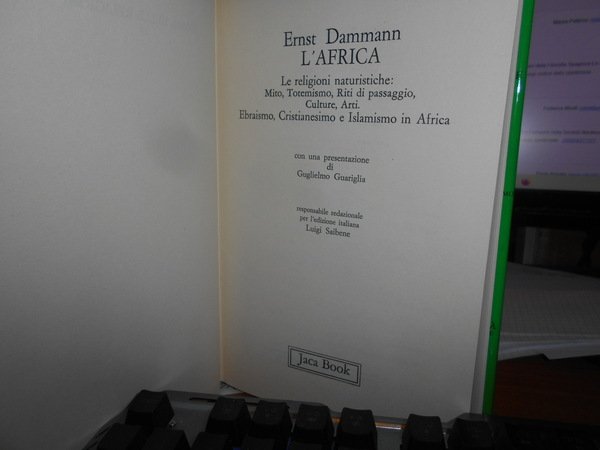 Ernst Dammann
L'AFRICA
Le religioni naturistiche:
Mito, Totemismo, Riti di passaggio,
Culture, Arti.
Ebraismo, Cristianesimo e Islamismo in Africa
con una presentazione
di
Guglielmo Guariglia
responsabile redazionale
per l'edizione italiana
Luigi Saibene
Jaca Book